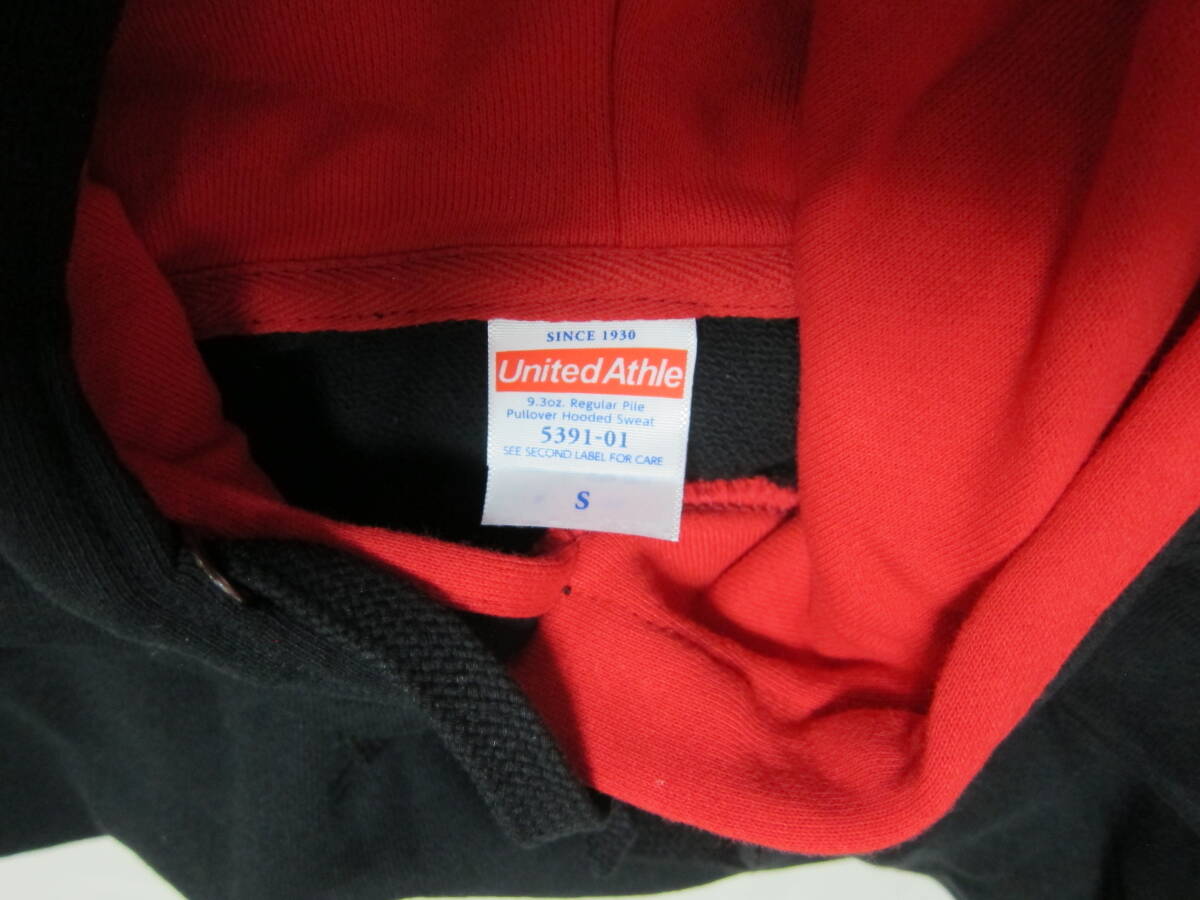 SINCE 1930
United Athle
9.3oz. Regular Pile
Pullover Hooded Sweat
5391-01
SEE SECOND LABEL FOR CARE
S